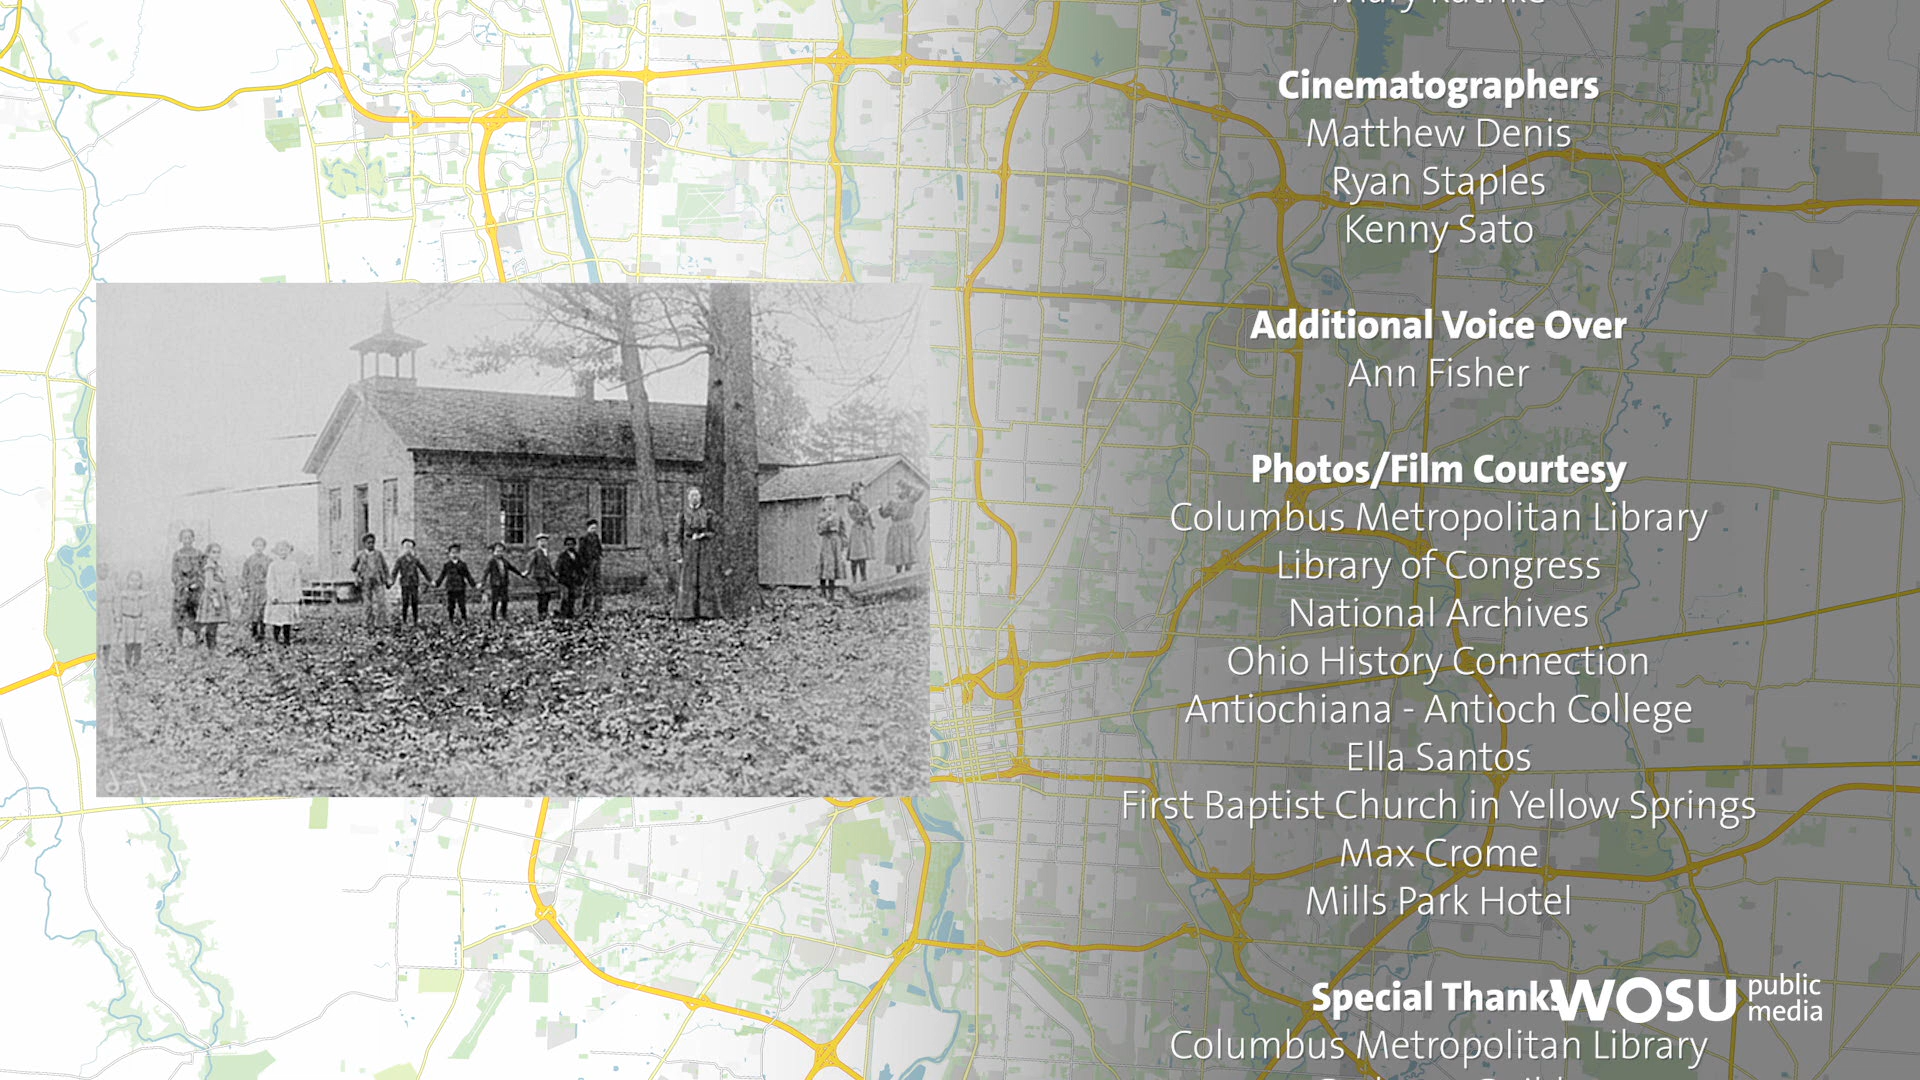 Cinematographers
Matthew Denis
Ryan Staples
Kenny Sato
Additional Voice Over
Ann Fisher
Photos/Film Courtesy
Columbus Metropolitan Library
Library of Congress
National Archives
Ohio History Connection
Antiochiana - Antioch College
Ella Santos
First Baptist Church in Yellow Springs
Max Crome
Mills Park Hotel
Special Thanks
WOSU public media
Columbus Metropolitan Library